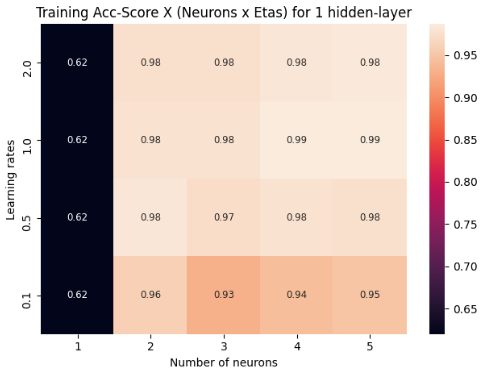 Training Acc-Score X (Neurons x Etas) for 1 hidden-layer
Learning rates
2.0 0.62 0.98 0.98 0.98 0.98
1.0 0.62 0.98 0.98 0.99 0.99
0.5 0.62 0.98 0.97 0.98 0.98
0.1 0.62 0.96 0.93 0.94 0.95
1 2 3 4 5
Number of neurons
0.95
0.90
0.85
0.80
0.75
0.70
0.65